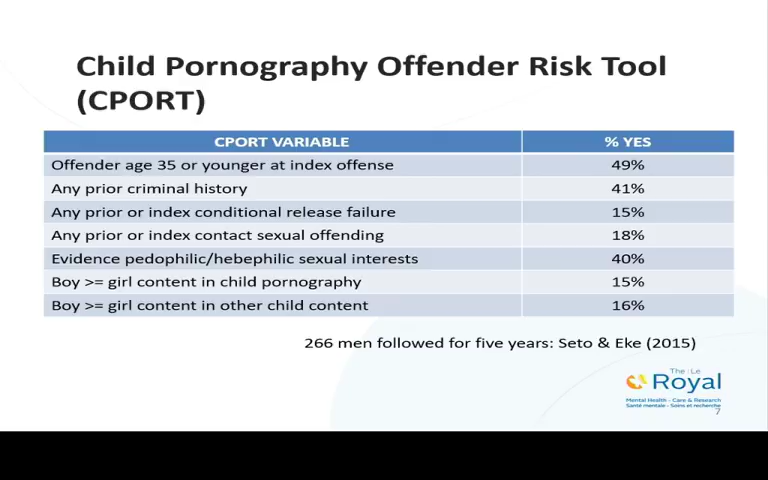 Child Pornography Offender Risk Tool
(CPORT)
CPORT VARIABLE % YES
Offender age 35 or younger at index offense 49%
Any prior criminal history 41%
Any prior or index conditional release failure 15%
Any prior or index contact sexual offending 18%
Evidence pedophilic/hebephilic sexual interests 40%
Boy >= girl content in child pornography 15%
Boy >= girl content in other child content 16%
266 men followed for five years: Seto & Eke (2015)
The | Le
Royal
Mental Health - Care & Research
Santé mentale - Soins et recherche
7